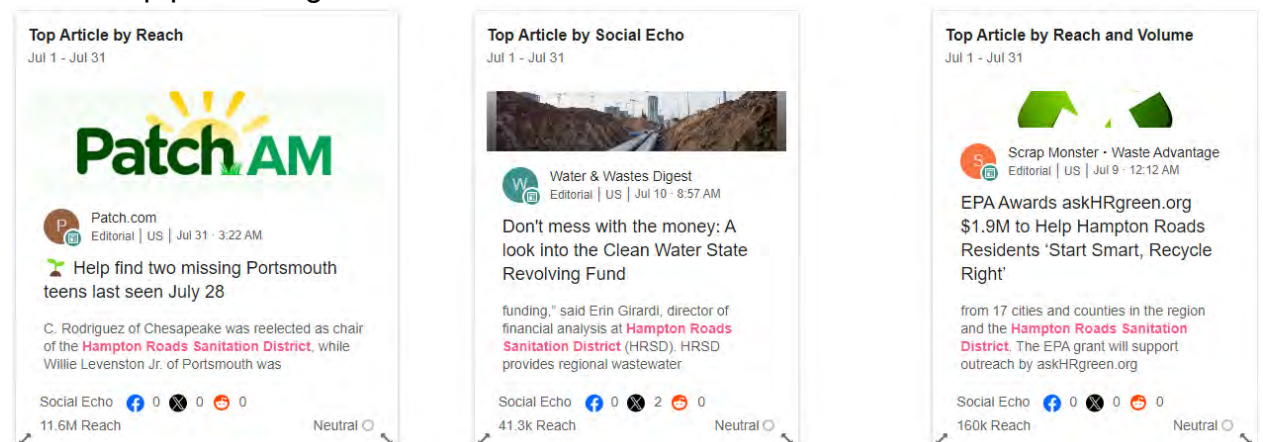 Top Article by Reach
Jul 1 - Jul 31
Patch AM
P
Patch.com
Editorial | US | Jul 31 · 3:22 AM
Help find two missing Portsmouth
teens last seen July 28
C. Rodriguez of Chesapeake was reelected as chair
of the Hampton Roads Sanitation District, while
Willie Levenston Jr. of Portsmouth was
Social Echo 0 0 0
11.6M Reach Neutral
Top Article by Social Echo
Jul 1 - Jul 31
W
Water & Wastes Digest
Editorial | US | Jul 10 · 8:57 AM
Don't mess with the money: A
look into the Clean Water State
Revolving Fund
funding," said Erin Girardi, director of
financial analysis at Hampton Roads
Sanitation District (HRSD). HRSD
provides regional wastewater
Social Echo 0 2 0
41.3k Reach Neutral
Top Article by Reach and Volume
Jul 1 - Jul 31
S
Scrap Monster • Waste Advantage
Editorial | US | Jul 9 · 12:12 AM
EPA Awards askHRgreen.org
$1.9M to Help Hampton Roads
Residents ‘Start Smart, Recycle
Right’
from 17 cities and counties in the region
and the Hampton Roads Sanitation
District. The EPA grant will support
outreach by askHRgreen.org
Social Echo 0 0 0
160k Reach Neutral